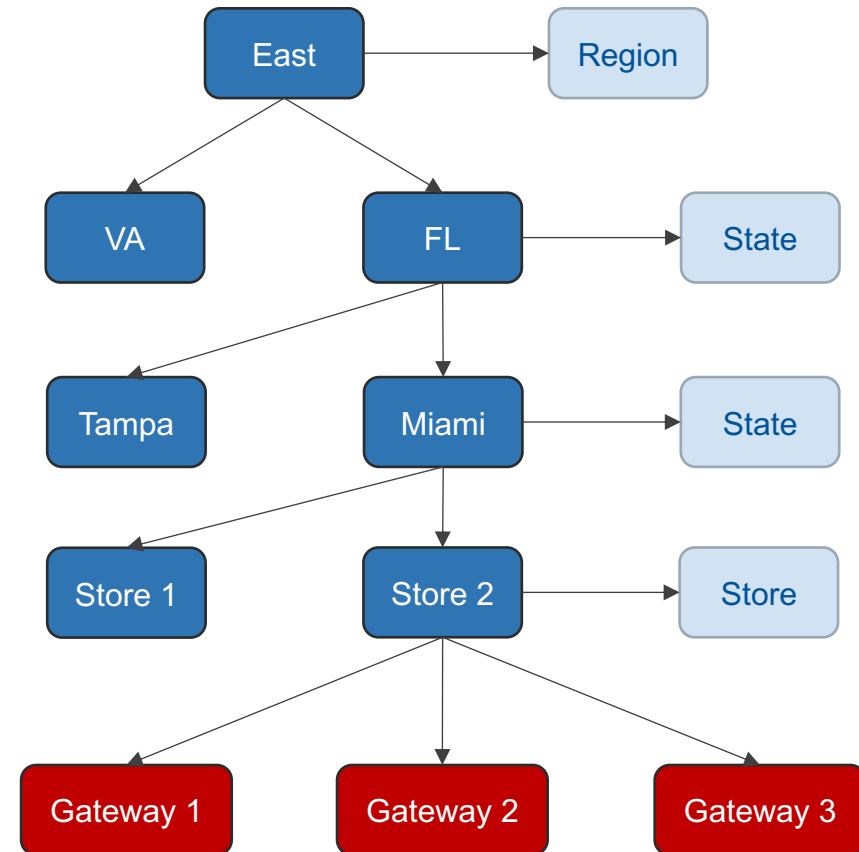 East
Region
VA
FL
State
Tampa
Miami
State
Store 1
Store 2
Store
Gateway 1
Gateway 2
Gateway 3